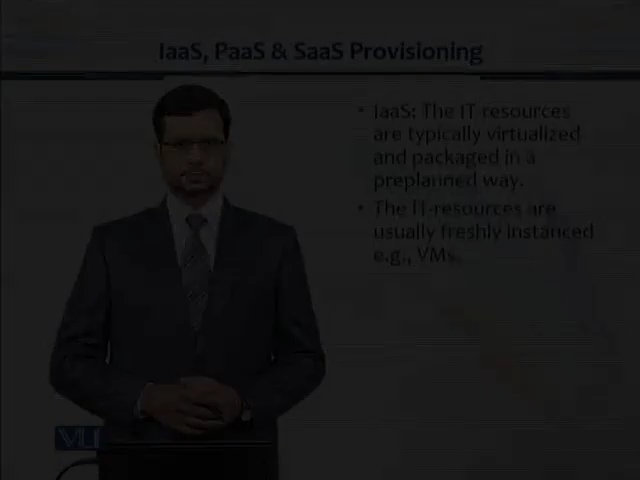 IaaS, PaaS & SaaS Provisioning
• IaaS: The IT resources
are typically virtualized
and packaged in a
preplanned way.
• The IT-resources are
usually freshly instanced
e.g., VMs.
VU